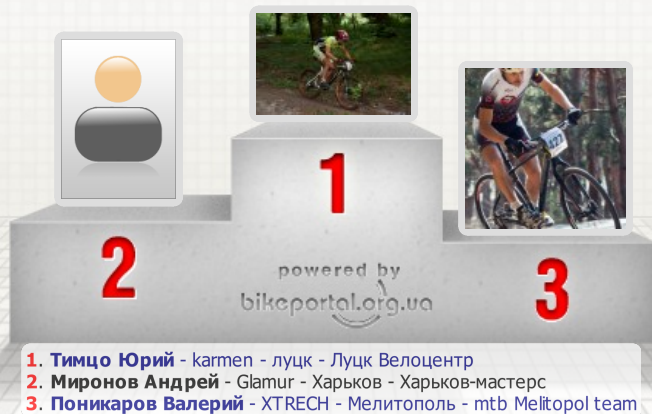 1
2
427
powered by
3
bikeportal.org.ua
1. Тимцо Юрий - karmen - луцк - Луцк Велоцентр
2. Миронов Андрей - Glamur - Харьков - Харьков-мастерс
3. Поникаров Валерий - XTRECH - Мелитополь - mtb Melitopol team